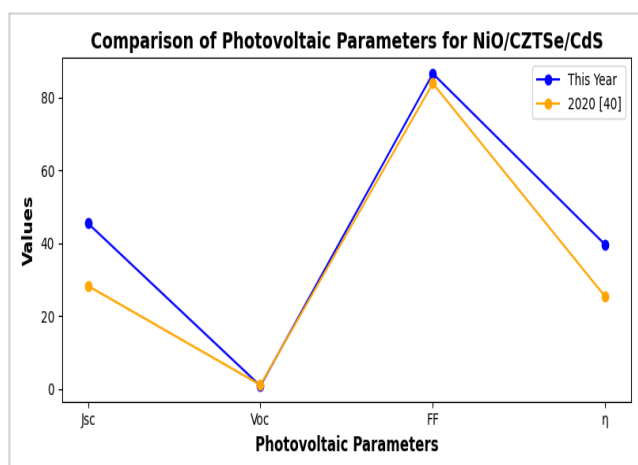 Comparison of Photovoltaic Parameters for NiO/CZTSe/CdS
This Year
2020 [40]
80
60
40
20
0
Values
Jsc Voc FF η
Photovoltaic Parameters